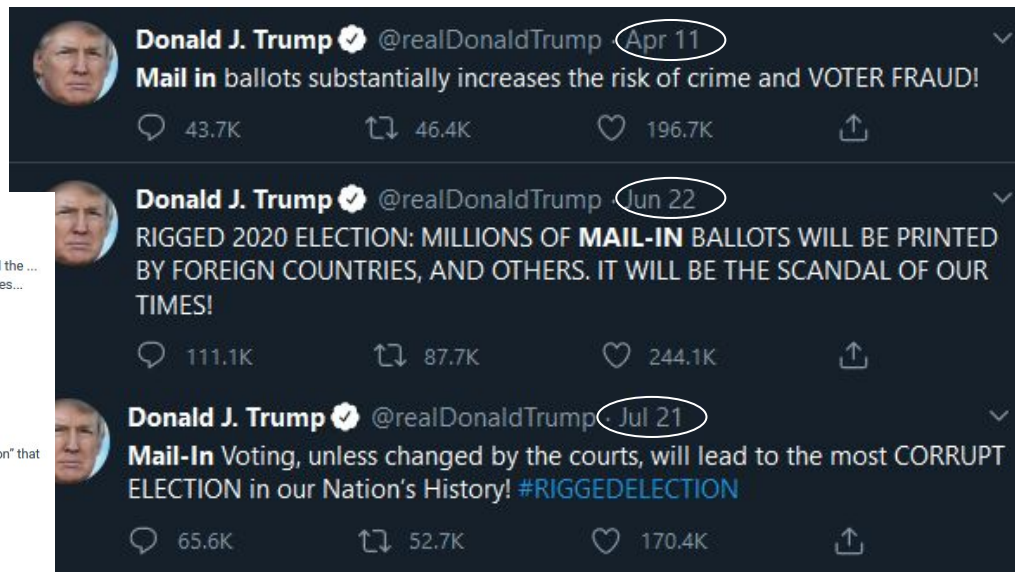 Donald J. Trump @realDonaldTrump · Apr 11
Mail in ballots substantially increases the risk of crime and VOTER FRAUD!
43.7K 46.4K 196.7K
Donald J. Trump @realDonaldTrump · Jun 22
RIGGED 2020 ELECTION: MILLIONS OF MAIL-IN BALLOTS WILL BE PRINTED
BY FOREIGN COUNTRIES, AND OTHERS. IT WILL BE THE SCANDAL OF OUR
TIMES!
111.1K 87.7K 244.1K
Donald J. Trump @realDonaldTrump · Jul 21
Mail-In Voting, unless changed by the courts, will lead to the most CORRUPT
ELECTION in our Nation's History! #RIGGEDELECTION
65.6K 52.7K 170.4K
the ...
es...
on" that